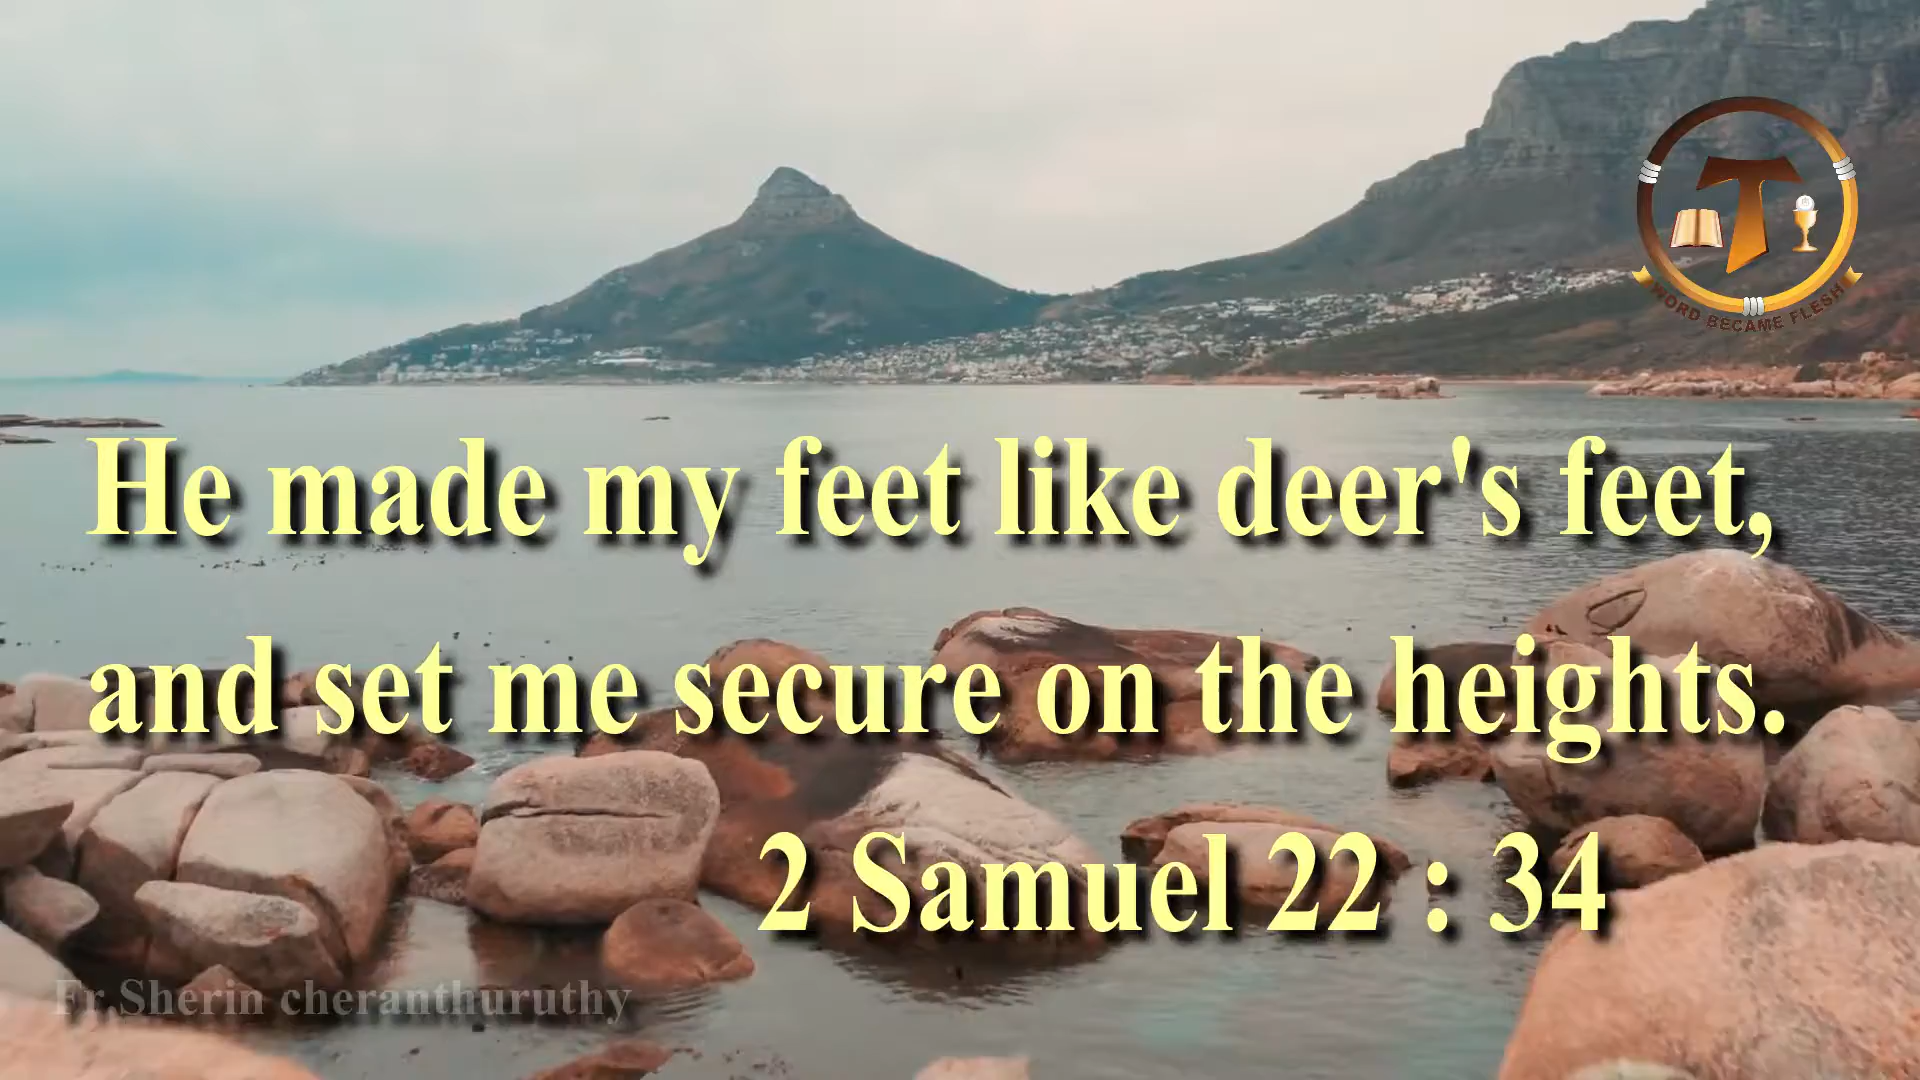 WORD BECAME FLESH
He made my feet like deer's feet,
and set me secure on the heights.
2 Samuel 22 : 34
Fr.Sherin cheranthuruthy